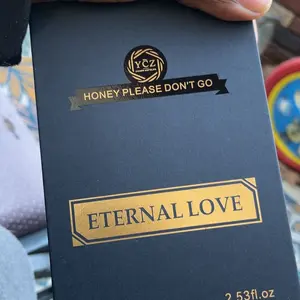 YCZ
HONEY PLEASE DON'T GO
ETERNAL LOVE
2.53fl.oz